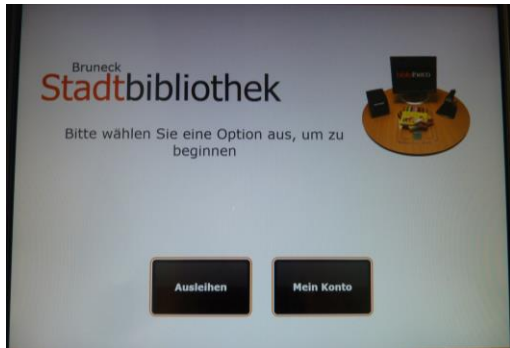 Bruneck
Stadtbibliothek
Bitte wählen Sie eine Option aus, um zu
beginnen
Ausleihen
Mein Konto